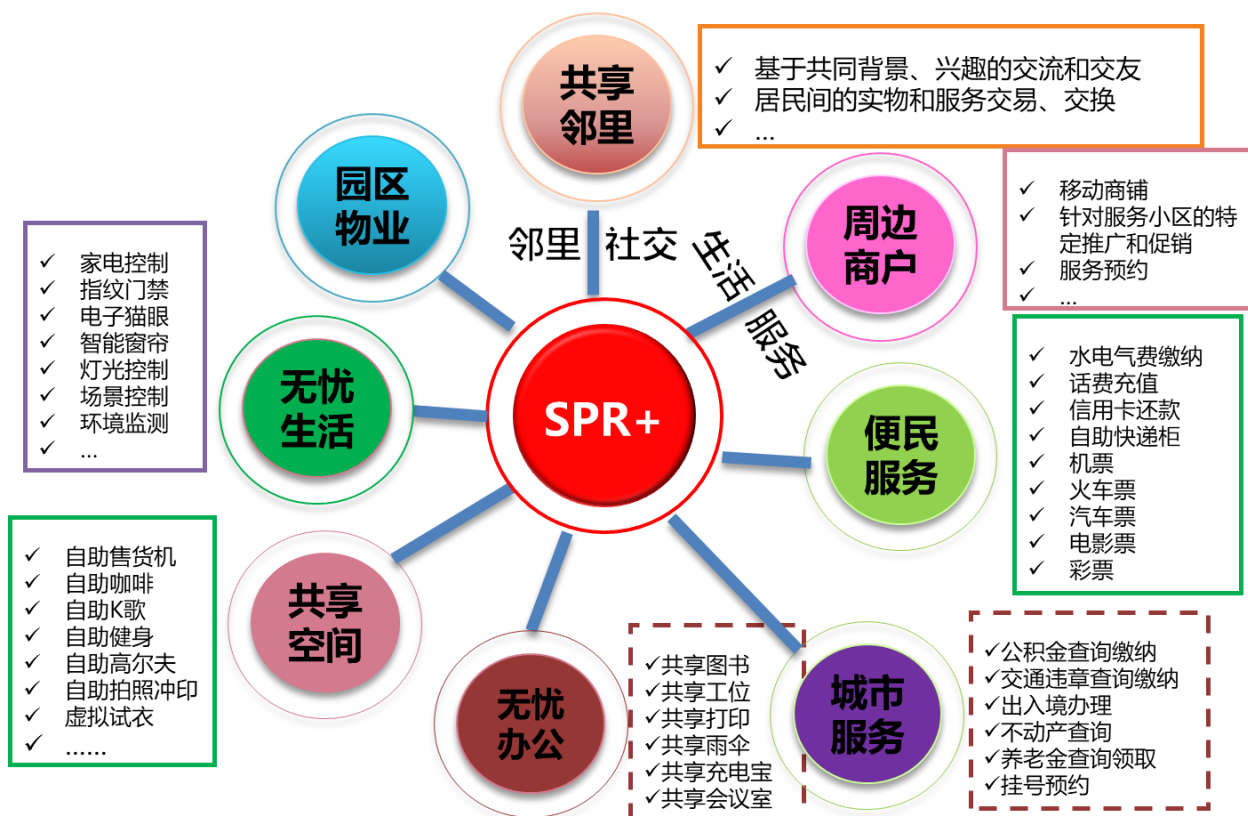 共享
邻里
基于共同背景、兴趣的交流和交友
居民间的实物和服务交易、交换
...
园区
物业
周边
商户
移动商铺
针对服务小区的特
定推广和促销
服务预约
...
邻里
社交
生活
服务
家电控制
指纹门禁
电子猫眼
智能窗帘
灯光控制
场景控制
环境监测
...
无忧
生活
SPR+
便民
服务
水电气费缴纳
话费充值
信用卡还款
自助快递柜
机票
火车票
汽车票
电影票
彩票
自助售货机
自助咖啡
自助K歌
自助健身
自助高尔夫
自助拍照冲印
虚拟试衣
......
共享
空间
无忧
办公
共享图书
共享工位
共享打印
共享雨伞
共享充电宝
共享会议室
城市
服务
公积金查询缴纳
交通违章查询缴纳
出入境办理
不动产查询
养老金查询领取
挂号预约